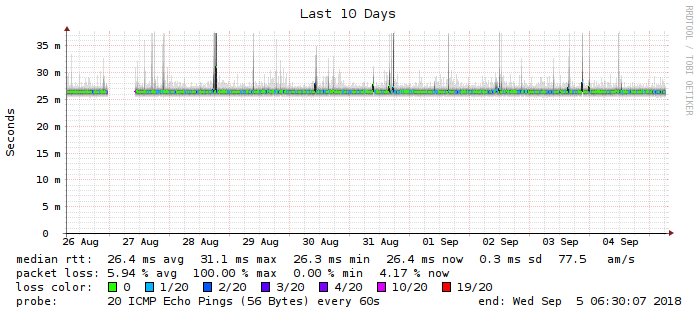 Last 10 Days
RRDTOOL / TOBI OETIKER
Seconds
35 m
30 m
25 m
20 m
15 m
10 m
5 m
0
26 Aug 27 Aug 28 Aug 29 Aug 30 Aug 31 Aug 01 Sep 02 Sep 03 Sep 04 Sep
median rtt: 26.4 ms avg 31.1 ms max 26.3 ms min 26.4 ms now 0.3 ms sd 77.5 am/s
packet loss: 5.94 % avg 100.00 % max 0.00 % min 4.17 % now
loss color: 0 1/20 2/20 3/20 4/20 10/20 19/20
probe: 20 ICMP Echo Pings (56 Bytes) every 60s end: Wed Sep 5 06:30:07 2018